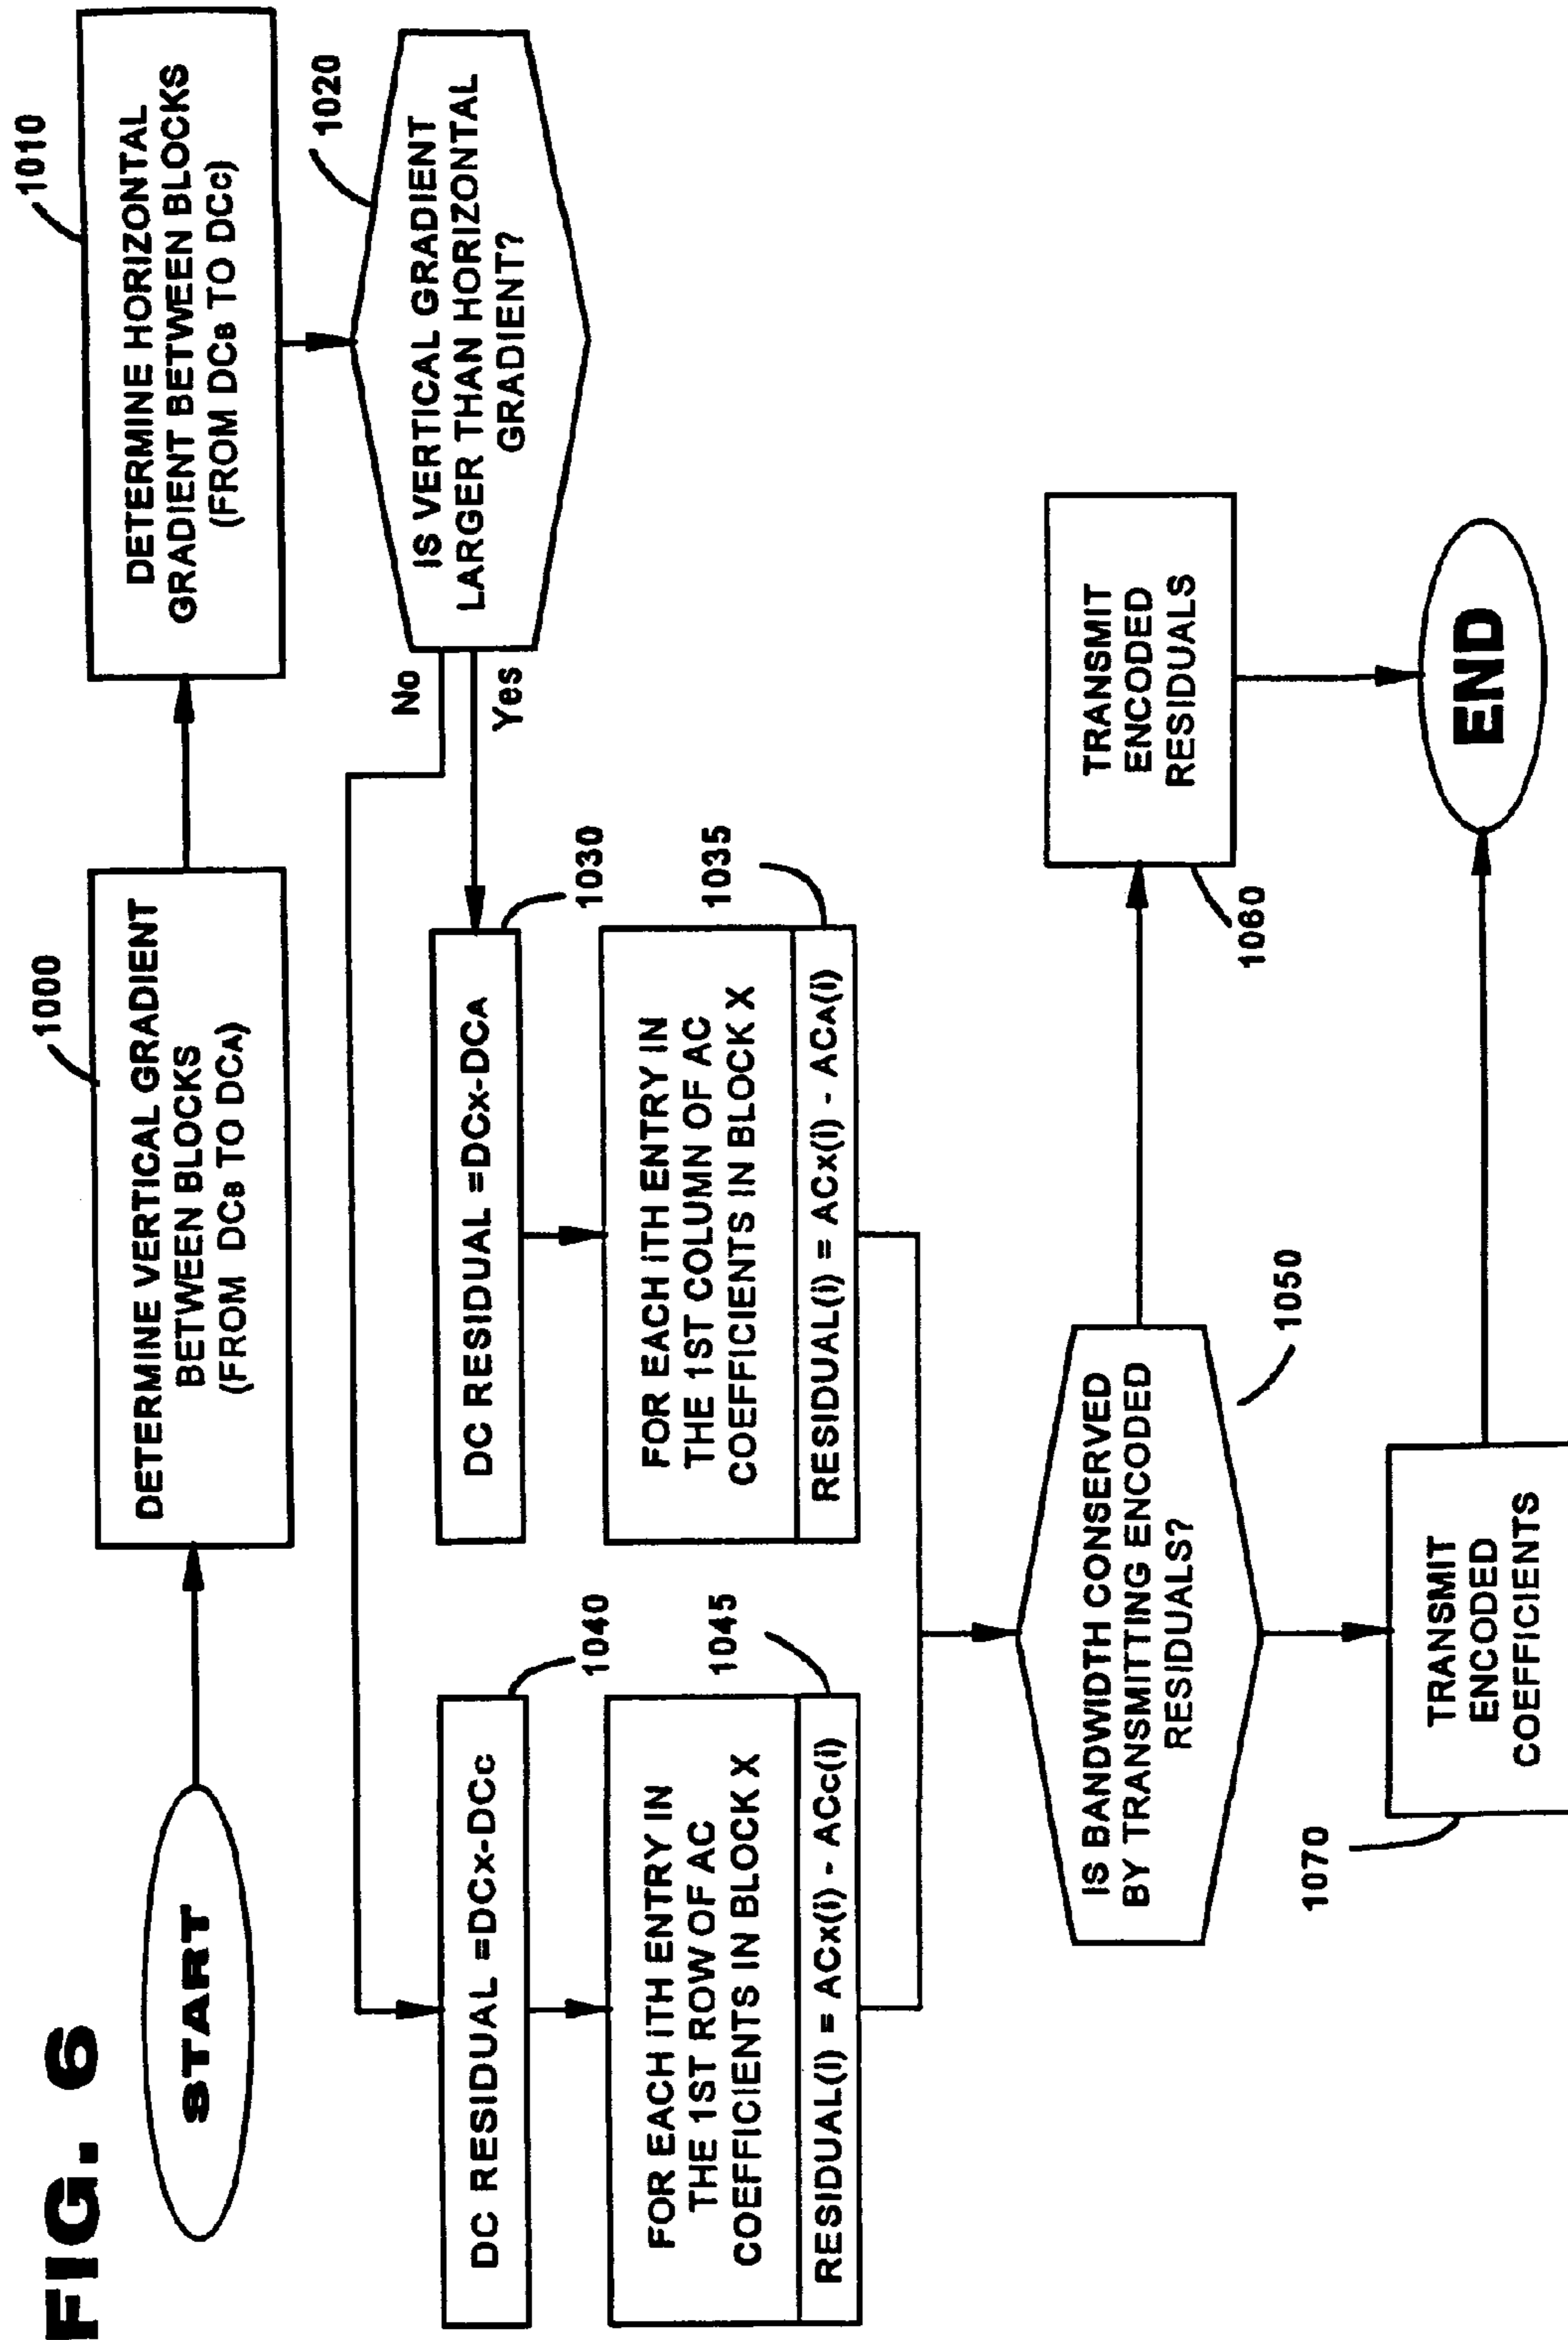 FIG. 6
START
1000
DETERMINE VERTICAL GRADIENT
BETWEEN BLOCKS
(FROM DCB TO DCA)
1010
DETERMINE HORIZONTAL
GRADIENT BETWEEN BLOCKS
(FROM DCB TO DCC)
1020
IS VERTICAL GRADIENT
LARGER THAN HORIZONTAL
GRADIENT?
No
Yes
1040
DC RESIDUAL =DCX-DCC
1030
DC RESIDUAL =DCX-DCA
1045
FOR EACH ITH ENTRY IN
THE 1ST ROW OF AC
COEFFICIENTS IN BLOCK X
RESIDUAL(I) = ACX(I) - ACC(I)
1035
FOR EACH ITH ENTRY IN
THE 1ST COLUMN OF AC
COEFFICIENTS IN BLOCK X
RESIDUAL(I) = ACX(I) - ACA(I)
IS BANDWIDTH CONSERVED
BY TRANSMITTING ENCODED
RESIDUALS?
1050
TRANSMIT
ENCODED
RESIDUALS
1060
1070
TRANSMIT
ENCODED
COEFFICIENTS
END